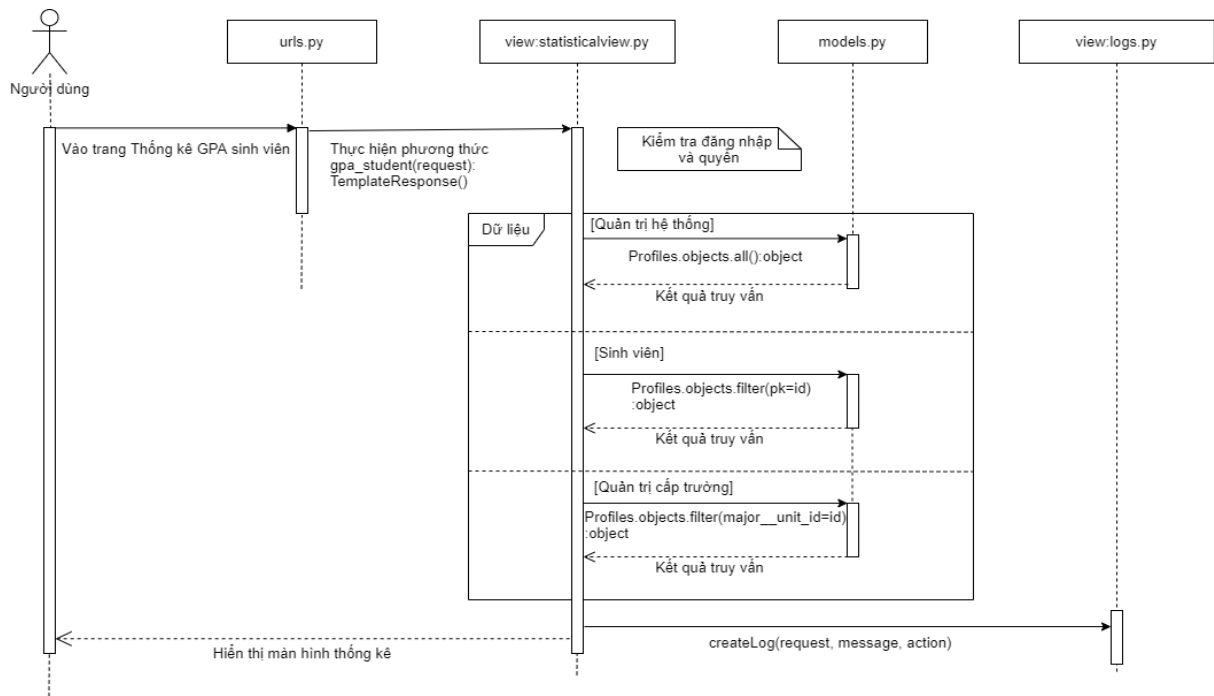 urls.py
view:statisticalview.py
models.py
view:logs.py
Người dùng
Vào trang Thống kê GPA sinh viên
Thực hiện phương thức
gpa_student(request):
TemplateResponse()
Kiểm tra đăng nhập
và quyền
Dữ liệu
[Quản trị hệ thống]
Profiles.objects.all():object
Kết quả truy vấn
[Sinh viên]
Profiles.objects.filter(pk=id)
:object
Kết quả truy vấn
[Quản trị cấp trường]
Profiles.objects.filter(major__unit_id=id)
:object
Kết quả truy vấn
createLog(request, message, action)
Hiển thị màn hình thống kê